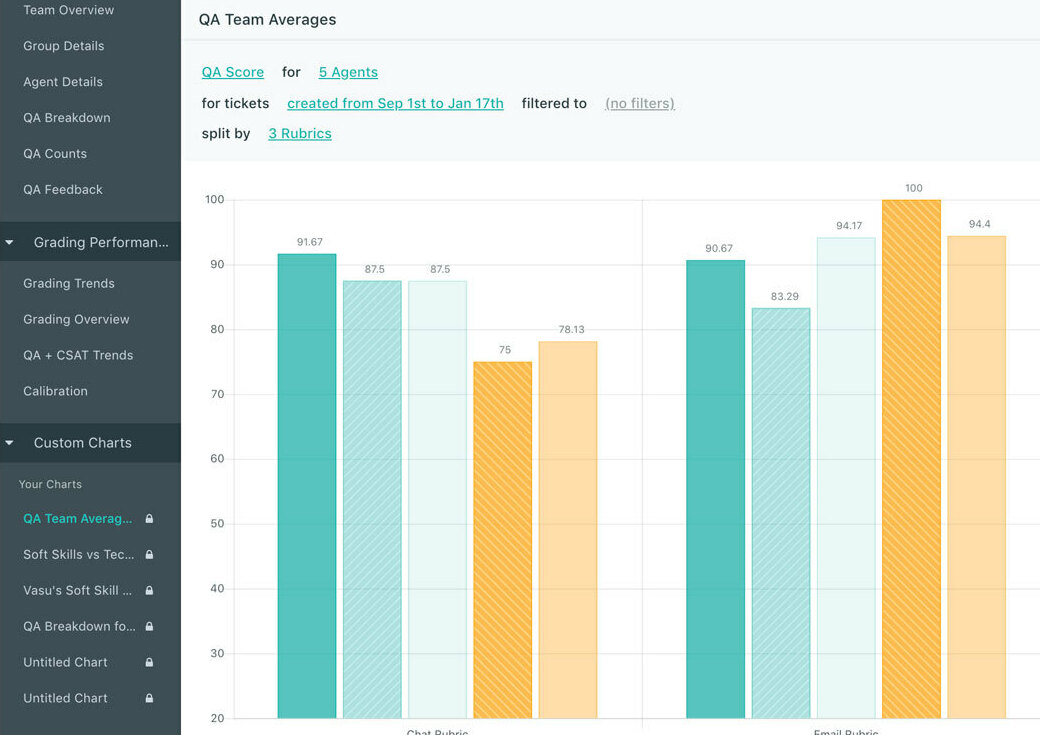 Team Overview
Group Details
Agent Details
QA Breakdown
QA Counts
QA Feedback
Grading Performan...
Grading Trends
Grading Overview
QA + CSAT Trends
Calibration
Custom Charts
Your Charts
QA Team Averag...
Soft Skills vs Tec...
Vasu's Soft Skill ...
QA Breakdown fo...
Untitled Chart
Untitled Chart
QA Team Averages
QA Score for 5 Agents
for tickets created from Sep 1st to Jan 17th filtered to (no filters)
split by 3 Rubrics
100
90
80
70
60
50
40
30
20
91.67
87.5
87.5
75
78.13
90.67
83.29
94.17
100
94.4
Chat Rubric
Email Rubric